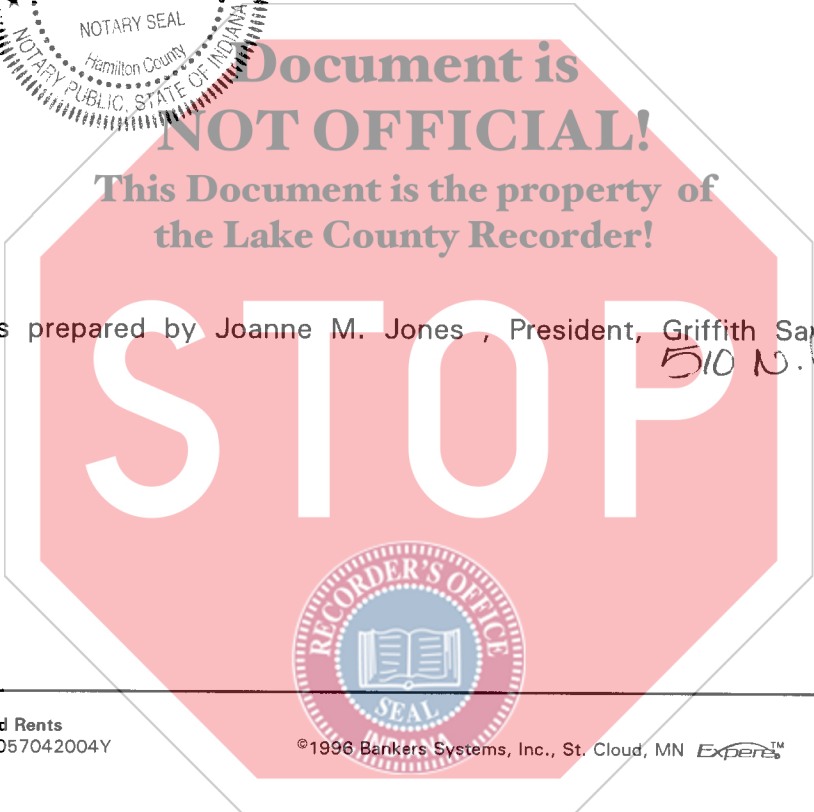 NOTARY SEAL
Hamilton County
NOTARY PUBLIC, STATE OF INDIANA
Document is
NOT OFFICIAL!
This Document is the property of
the Lake County Recorder!
s prepared by Joanne M. Jones , President, Griffith Sa
510 N.
STOP
RECORDER'S OFFICE
SEAL
INDIANA
d Rents
057042004Y
©1996 Bankers Systems, Inc., St. Cloud, MN Expere™